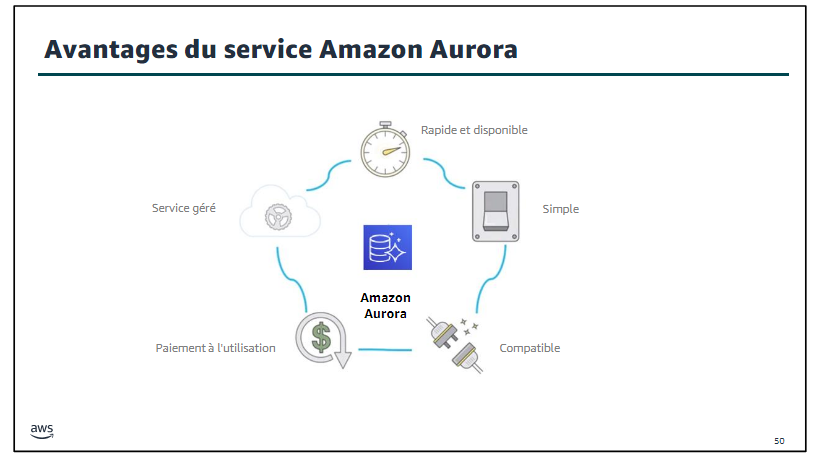 Avantages du service Amazon Aurora
Rapide et disponible
Service géré
Simple
Amazon
Aurora
Paiement à l'utilisation
Compatible
$
aws
50